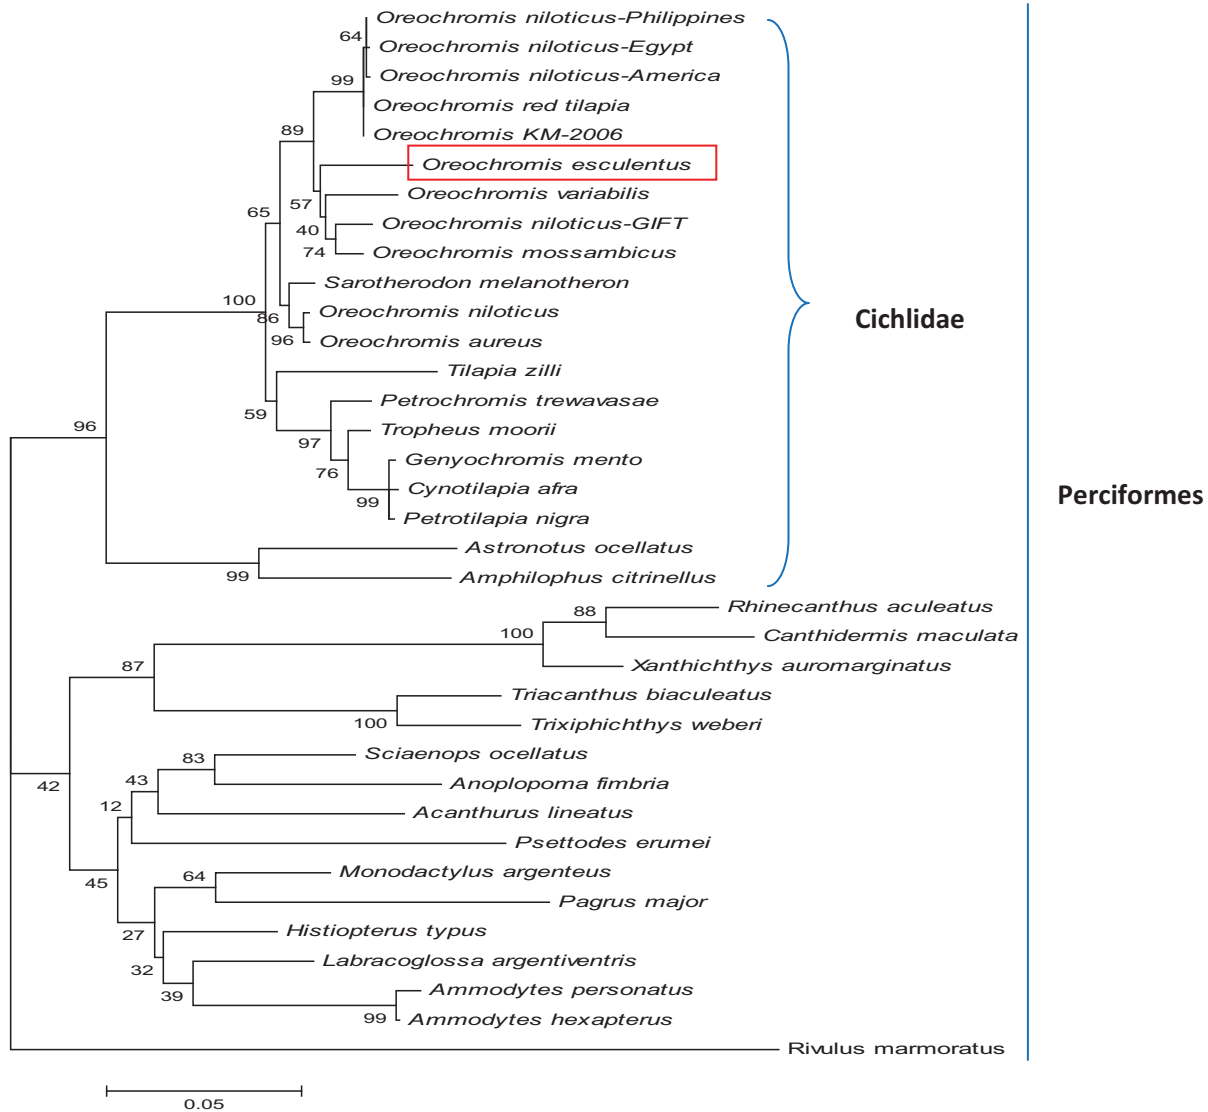 Oreochromis niloticus-Philippines
64
Oreochromis niloticus-Egypt
Oreochromis niloticus-America
99
Oreochromis red tilapia
89
Oreochromis KM-2006
Oreochromis esculentus
Oreochromis variabilis
57
65
Oreochromis niloticus-GIFT
40
Oreochromis mossambicus
74
Sarotherodon melanotheron
100
Oreochromis niloticus
86
Cichlidae
Oreochromis aureus
96
Tilapia zilli
Petrochromis trewavasae
59
96
Tropheus moorii
97
Genyochromis mento
76
Cynotilapia afra
Perciformes
99
Petrotilapia nigra
Astronotus ocellatus
99
Amphilophus citrinellus
Rhinecanthus aculeatus
88
Canthidermis maculata
100
Xanthichthys auromarginatus
87
Triacanthus biaculeatus
100
Trixiphichthys weberi
Sciaenops ocellatus
83
Anoplopoma fimbria
43
42
12
Acanthurus lineatus
Psettodes erumei
Monodactylus argenteus
64
45
Pagrus major
Histiopterus typus
27
Labracoglossa argentiventris
32
Ammodytes personatus
39
Ammodytes hexapterus
99
Rivulus marmoratus
0.05